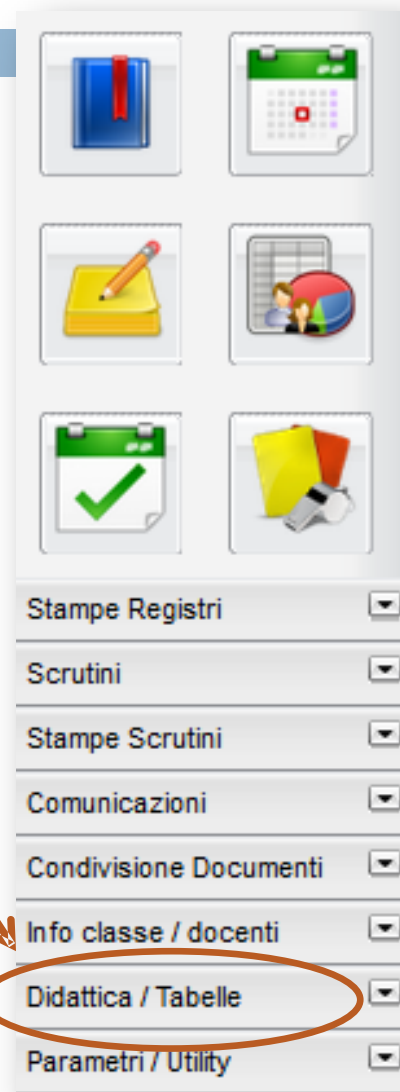 Stampe Registri
Scrutini
Stampe Scrutini
Comunicazioni
Condivisione Documenti
Info classe / docenti
Didattica / Tabelle
Parametri / Utility